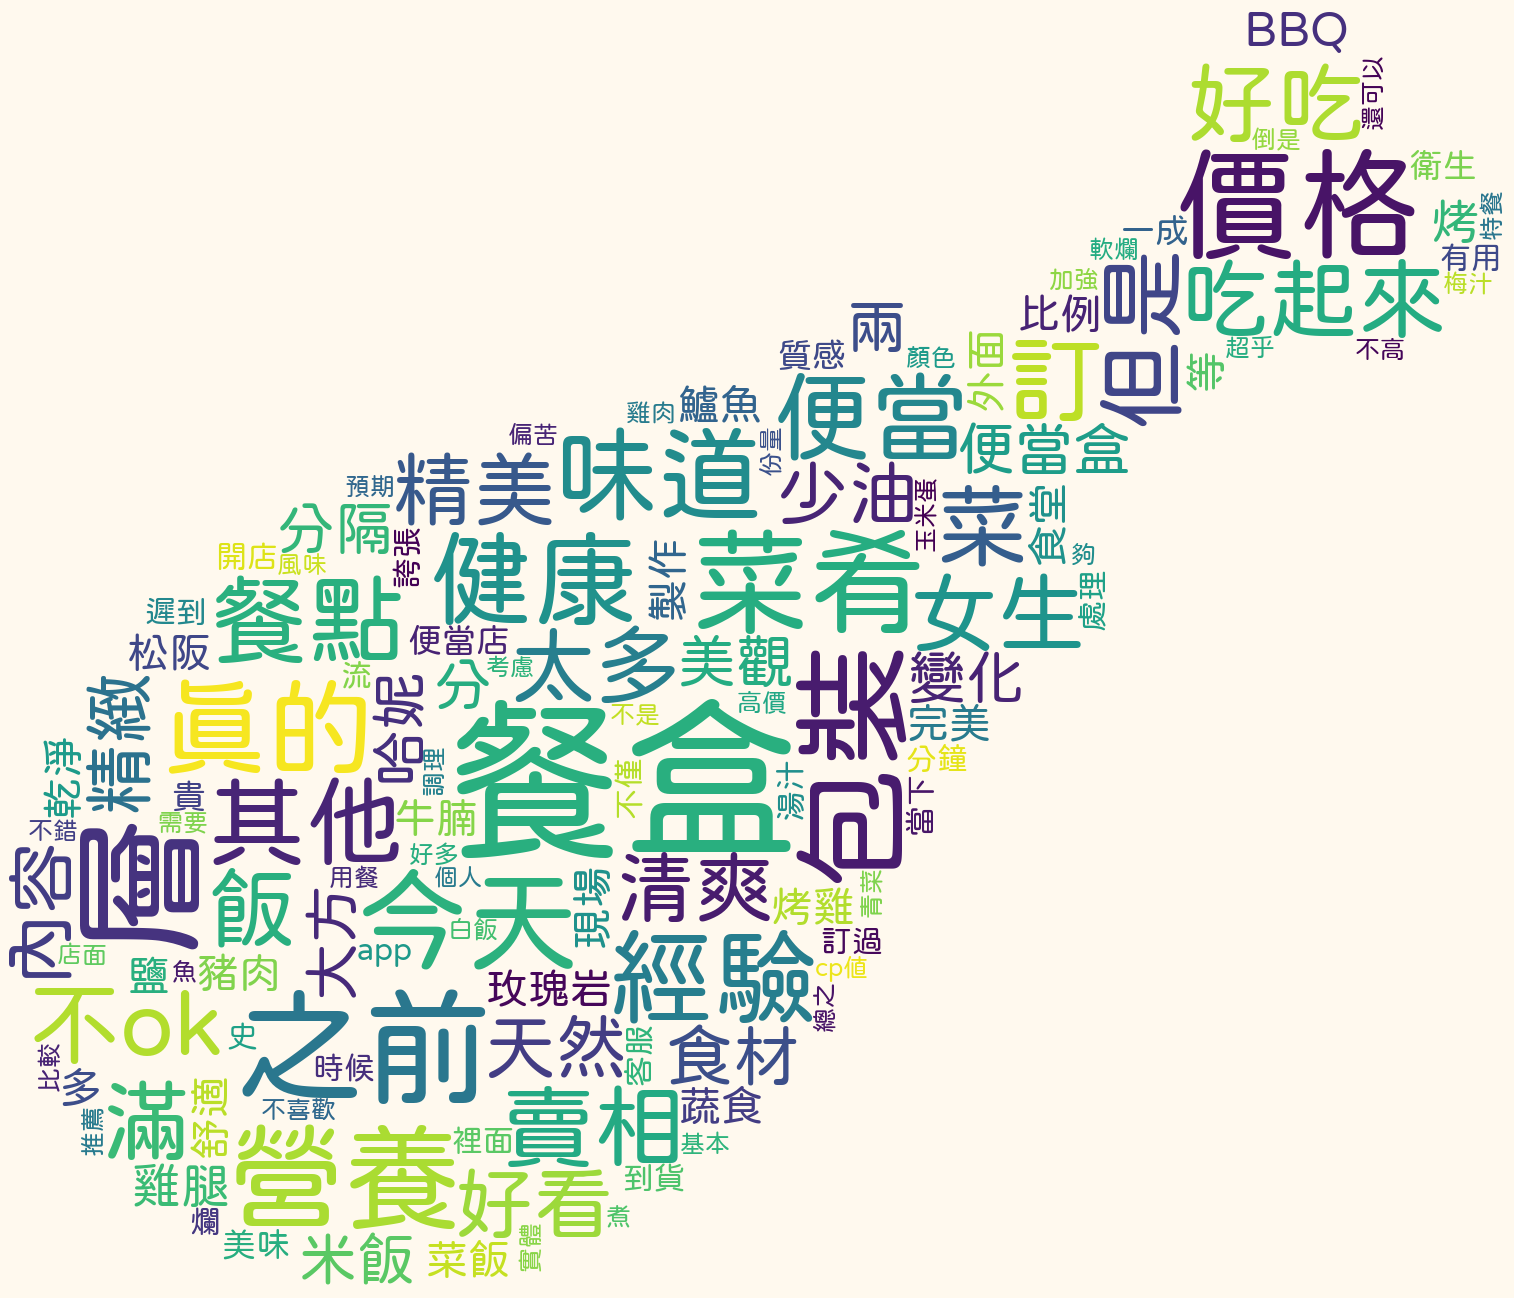 BBQ
好吃
還可以
倒是
價格
衛生
烤
特餐
一成
有用
軟爛
但是
吃起來
加強
梅汁
比例
兩
外面
訂
超乎
不高
質感
顏色
等
便當
雞肉
鱸魚
偏苦
味道
份量
便當盒
精美
少油
預期
玉米蛋
菜
食堂
分隔
誇張
健康
製作
菜肴
夠
開店
風味
餐點
女生
處理
遲到
松阪
便當店
太多
美觀
變化
流
分
考慮
精緻
真的
哈妮
高價
包裝
完美
不是
餐盒
乾淨
調理
不僅
湯汁
分鐘
貴
其他
牛腩
當下
需要
不錯
曆
好多
清爽
內容
飯
用餐
個人
今天
現場
烤雞
青菜
大方
白飯
店面
app
經驗
訂過
鹽
魚
豬肉
玫瑰岩
cp值
不ok
之前
總之
史
天然
客服
食材
比較
多
時候
推薦
滿
舒適
不喜歡
賣相
蔬食
營養
裡面
基本
雞腿
好看
到貨
爛
煮
美味
米飯
菜飯
實體